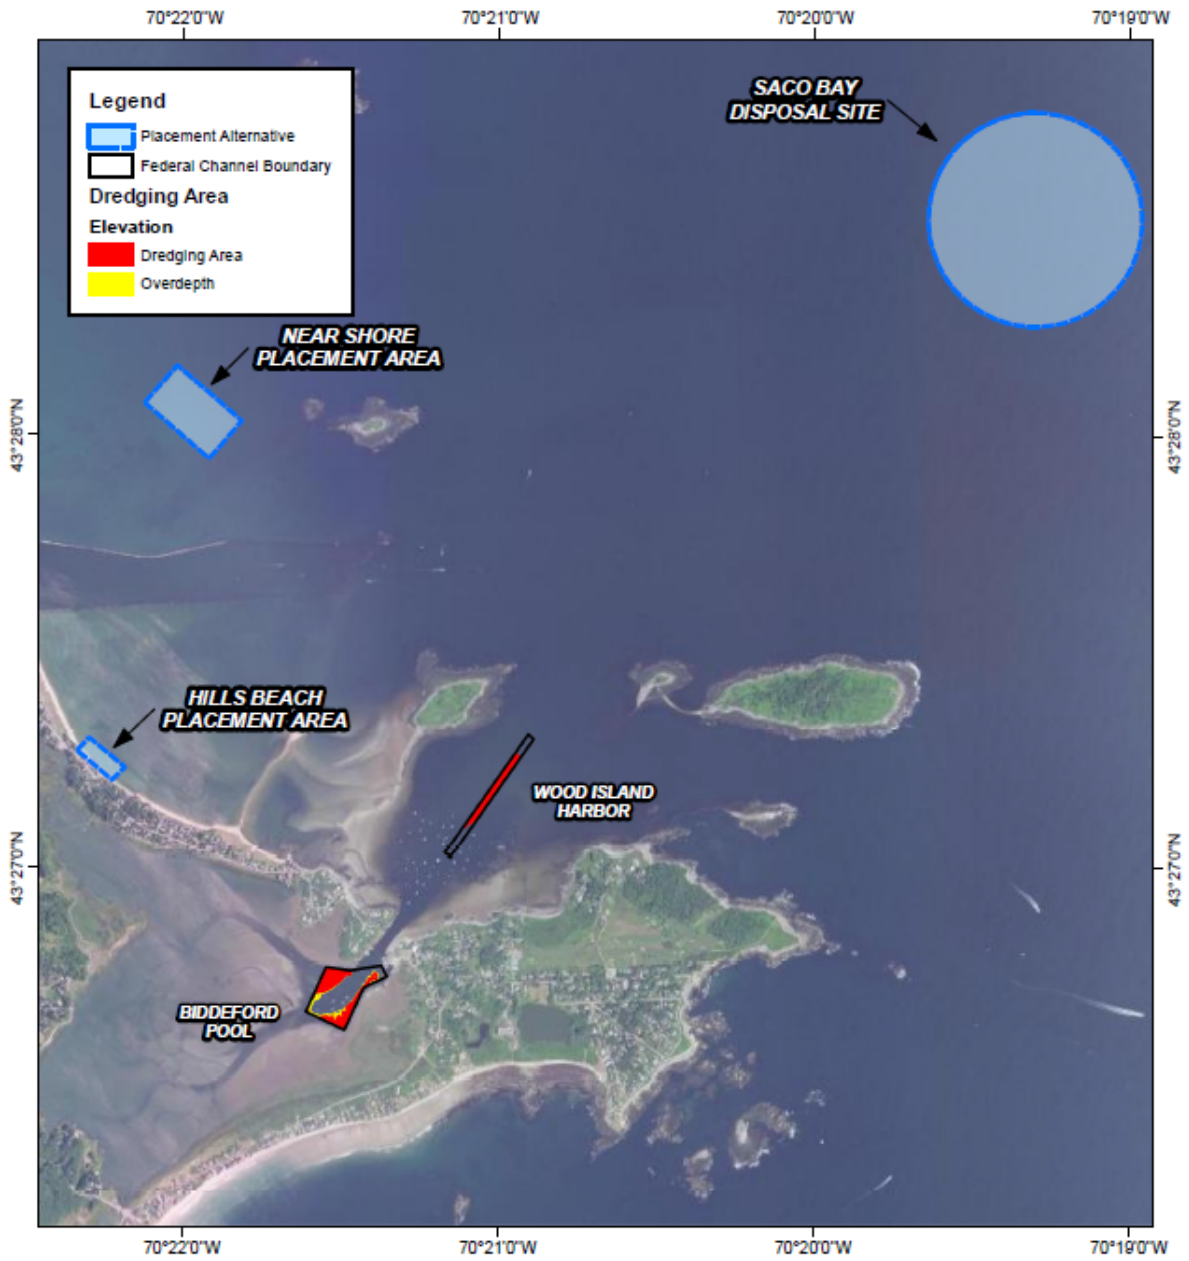 70°22'0"W 70°21'0"W 70°20'0"W 70°19'0"W
Legend
Placement Alternative
Federal Channel Boundary
Dredging Area
Elevation
Dredging Area
Overdepth
SACO BAY
DISPOSAL SITE
NEAR SHORE
PLACEMENT AREA
43°28'0"N 43°28'0"N
HILLS BEACH
PLACEMENT AREA
WOOD ISLAND
HARBOR
43°27'0"N 43°27'0"N
BIDDEFORD
POOL
70°22'0"W 70°21'0"W 70°20'0"W 70°19'0"W